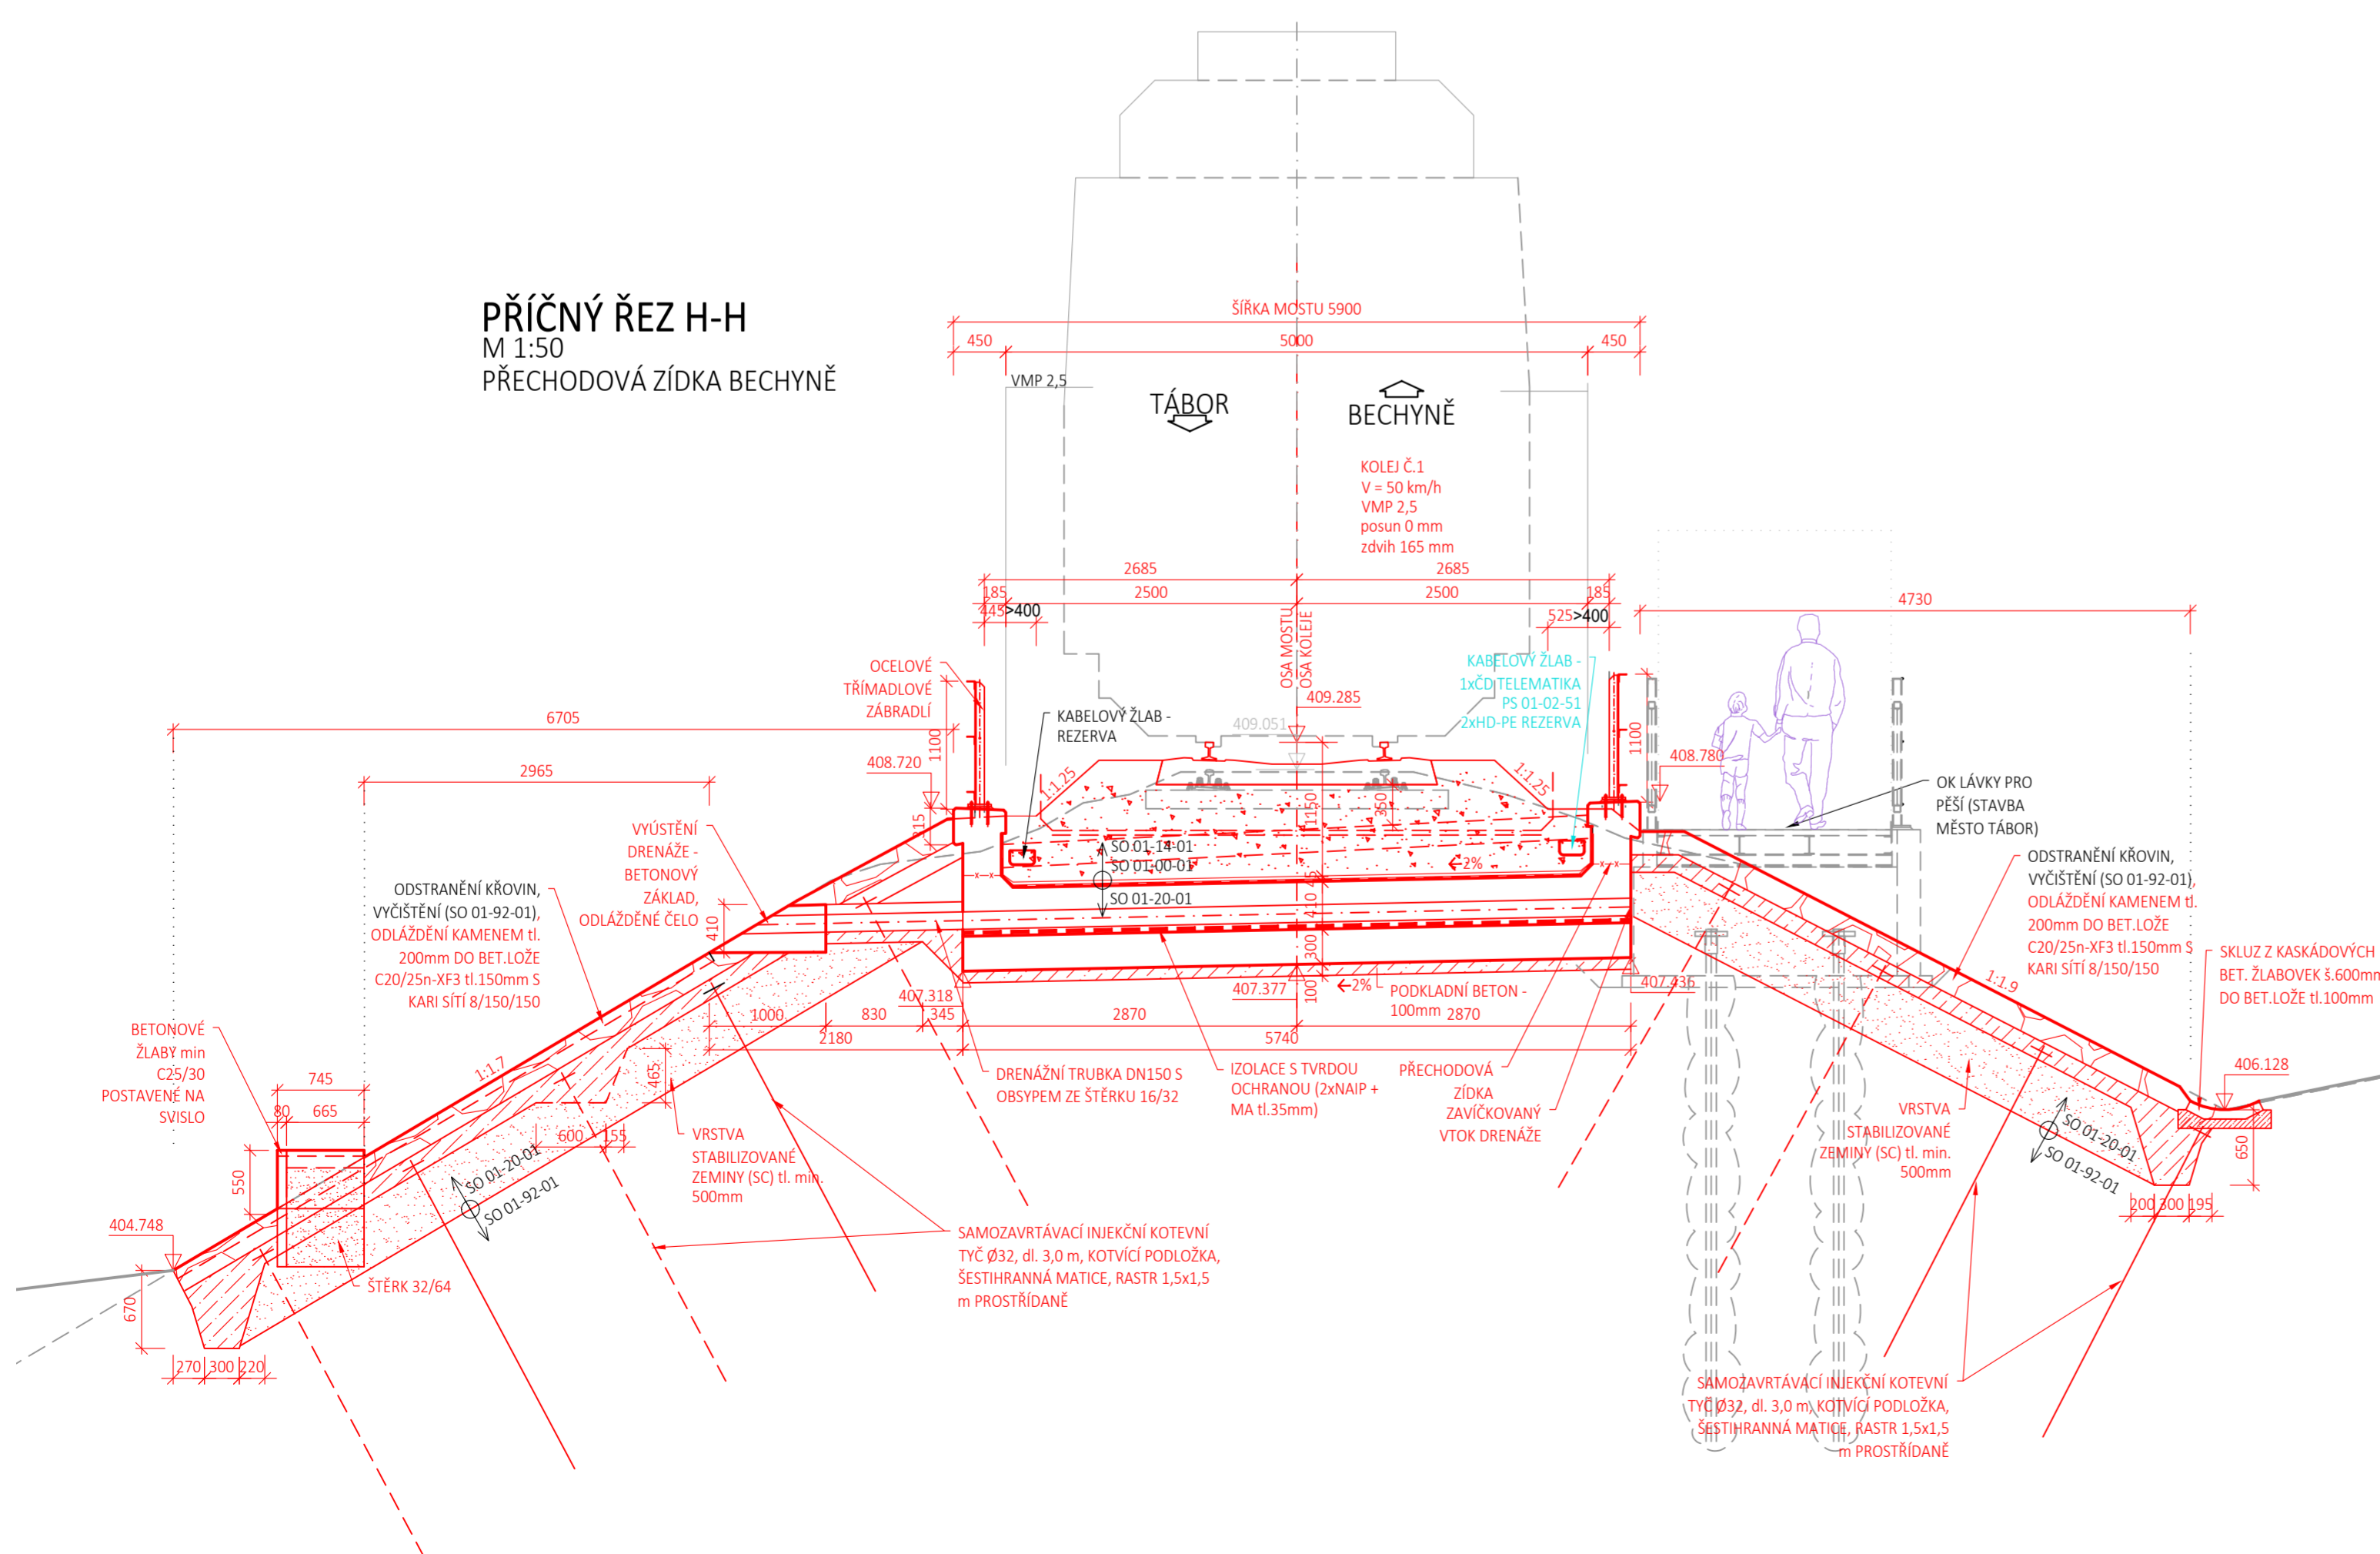 PŘÍČNÝ ŘEZ H-H
M 1:50
PŘECHODOVÁ ZÍDKA BECHYNĚ
ŠÍŘKA MOSTU 5900
450
5000
450
VMP 2,5
TÁBOR
BECHYNĚ
KOLEJ Č.1
V = 50 km/h
VMP 2,5
posun 0 mm
zdvih 165 mm
2685
2685
185
2500
2500
185
445>400
525>400
4730
OSA MOSTU
OSA KOLEJE
OCELOVÉ
TŘÍMADLOVÉ
ZÁBRADLÍ
KABELOVÝ ŽLAB -
REZERVA
KABELOVÝ ŽLAB -
1xČD TELEMATIKA
PS 01-02-51
2xHD-PE REZERVA
409.285
409.051
6705
1100
1100
408.720
408.780
2965
1:1.25
1:1.25
315
1150
350
OK LÁVKY PRO
PĚŠÍ (STAVBA
MĚSTO TÁBOR)
VYÚSTĚNÍ
DRENÁŽE -
BETONOVÝ
ZÁKLAD,
ODLÁŽDĚNÉ ČELO
SO 01-14-01
SO 01-00-01
SO 01-20-01
2%
ODSTRANĚNÍ KŘOVIN,
VYČIŠTĚNÍ (SO 01-92-01),
ODLÁŽDĚNÍ KAMENEM tl.
200mm DO BET.LOŽE
C20/25n-XF3 tl.150mm S
KARI SÍTÍ 8/150/150
ODSTRANĚNÍ KŘOVIN,
VYČIŠTĚNÍ (SO 01-92-01),
ODLÁŽDĚNÍ KAMENEM tl.
200mm DO BET.LOŽE
C20/25n-XF3 tl.150mm S
KARI SÍTÍ 8/150/150
410
45
410
300
100
SKLUZ Z KASKÁDOVÝCH
BET. ŽLABOVEK š.600mm
DO BET.LOŽE tl.100mm
1:1.9
407.318
407.377
2%
PODKLADNÍ BETON -
100mm
407.436
1000
830
345
2870
2870
2180
5740
BETONOVÉ
ŽLABY min
C25/30
POSTAVENÉ NA
SVISLO
745
80
665
1:1.7
465
DRENÁŽNÍ TRUBKA DN150 S
OBSYPEM ZE ŠTĚRKU 16/32
IZOLACE S TVRDOU
OCHRANOU (2xNAIP +
MA tl.35mm)
PŘECHODOVÁ
ZÍDKA
ZAVÍČKOVANÝ
VTOK DRENÁŽE
406.128
VRSTVA
STABILIZOVANÉ
ZEMINY (SC) tl. min.
500mm
VRSTVA
STABILIZOVANÉ
ZEMINY (SC) tl. min.
500mm
600
155
SO 01-20-01
SO 01-92-01
SO 01-20-01
SO 01-92-01
550
650
200
300
195
404.748
SAMOZAVRTÁVACÍ INJEKČNÍ KOTEVNÍ
TYČ Ø32, dl. 3,0 m, KOTVÍCÍ PODLOŽKA,
ŠESTIHRANNÁ MATICE, RASTR 1,5x1,5
m PROSTŘÍDANĚ
ŠTĚRK 32/64
670
270
300
220
SAMOZAVRTÁVACÍ INJEKČNÍ KOTEVNÍ
TYČ Ø32, dl. 3,0 m, KOTVÍCÍ PODLOŽKA,
ŠESTIHRANNÁ MATICE, RASTR 1,5x1,5
m PROSTŘÍDANĚ